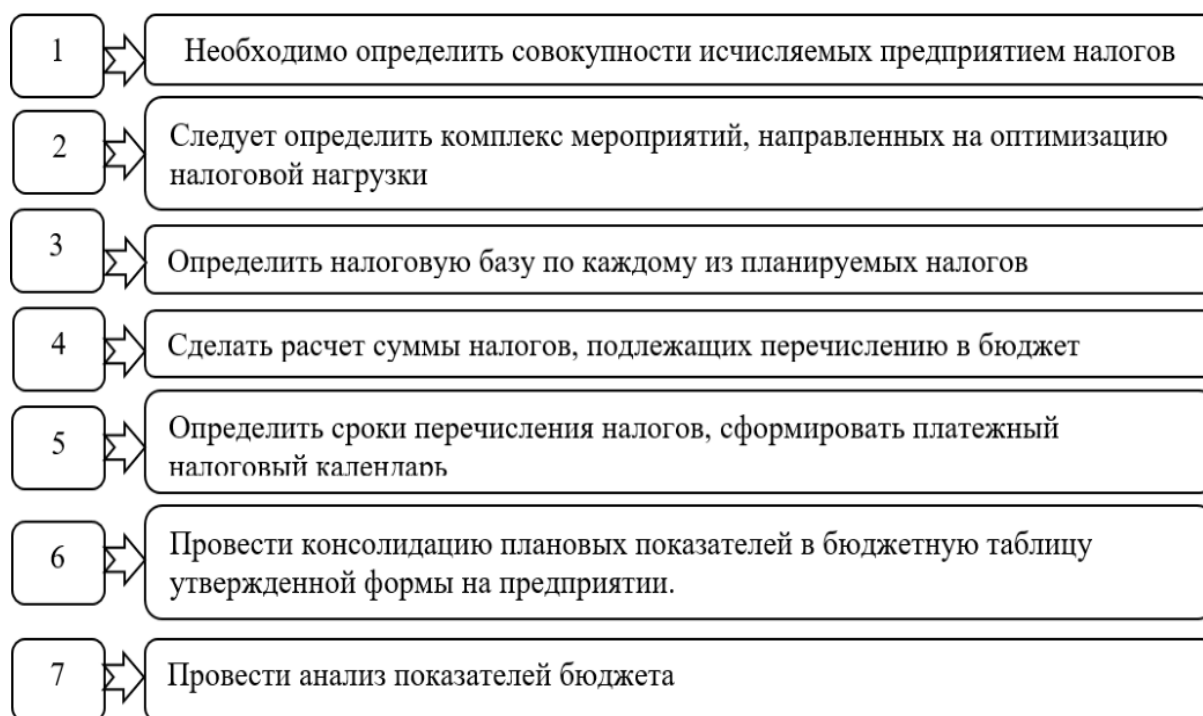 1
Необходимо определить совокупности исчисляемых предприятием налогов
2
Следует определить комплекс мероприятий, направленных на оптимизацию
налоговой нагрузки
3
Определить налоговую базу по каждому из планируемых налогов
4
Сделать расчет суммы налогов, подлежащих перечислению в бюджет
5
Определить сроки перечисления налогов, сформировать платежный
налоговый календарь
6
Провести консолидацию плановых показателей в бюджетную таблицу
утвержденной формы на предприятии.
7
Провести анализ показателей бюджета